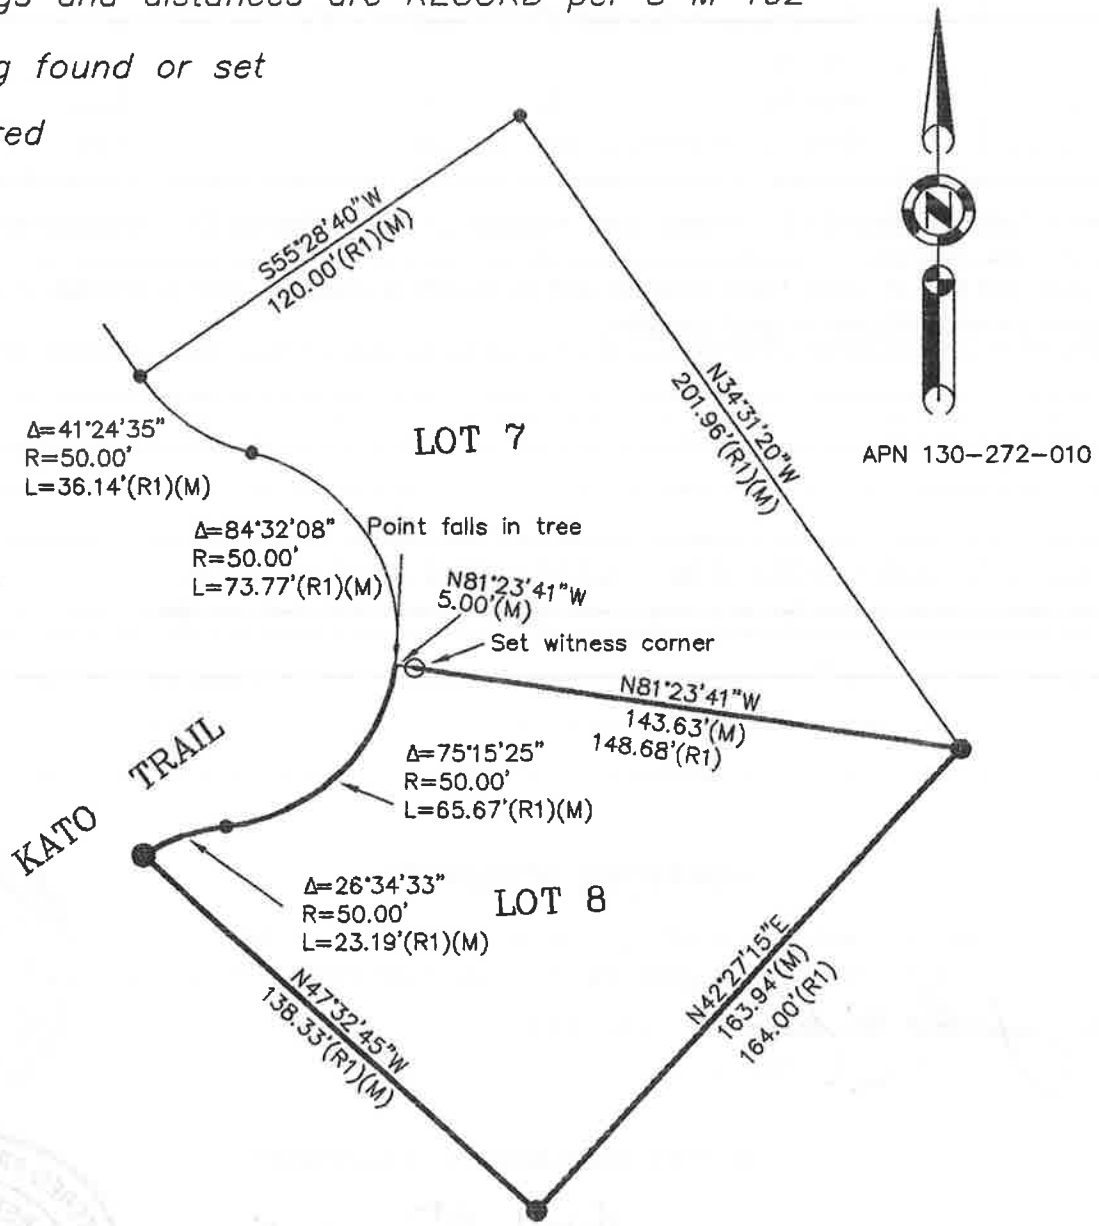 and distances are RECORD per
found or set
S55°28'40"W
120.00'(R1)(M)
N34°31'20"W
201.96'(R1)(M)
N
APN 130-272-010
LOT 7
Δ=41°24'35"
R=50.00'
L=36.14'(R1)(M)
Δ=84°32'08"
R=50.00'
L=73.77'(R1)(M)
Point falls in tree
N81°23'41"W
5.00'(M)
Set witness corner
N81°23'41"W
143.63'(M)
148.68'(R1)
KATO TRAIL
Δ=75°15'25"
R=50.00'
L=65.67'(R1)(M)
Δ=26°34'33"
R=50.00'
L=23.19'(R1)(M)
LOT 8
N42°27'15"E
163.94'(M)
164.00'(R1)
N47°32'45"W
138.33'(R1)(M)